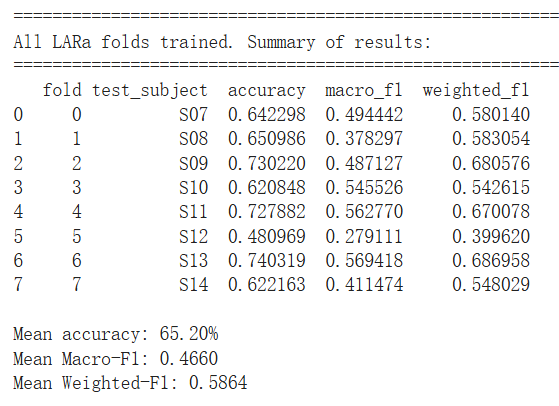 ========================================================
All LARa folds trained. Summary of results:
========================================================
   fold test_subject  accuracy  macro_f1  weighted_f1
0     0          S07  0.642298  0.494442     0.580140
1     1          S08  0.650986  0.378297     0.583054
2     2          S09  0.730220  0.487127     0.680576
3     3          S10  0.620848  0.545526     0.542615
4     4          S11  0.727882  0.562770     0.670078
5     5          S12  0.480969  0.279111     0.399620
6     6          S13  0.740319  0.569418     0.686958
7     7          S14  0.622163  0.411474     0.548029
Mean accuracy: 65.20%
Mean Macro-F1: 0.4660
Mean Weighted-F1: 0.5864